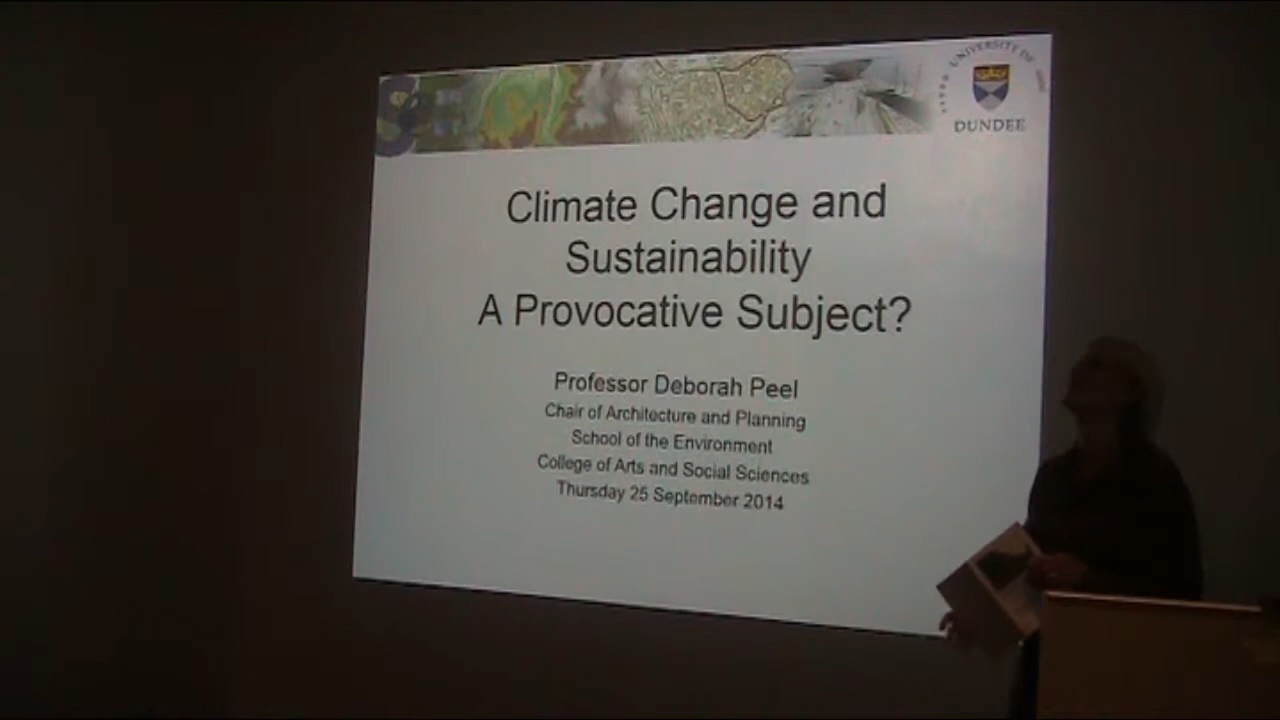 UNIVERSITY OF
DUNDEE
Climate Change and
Sustainability
A Provocative Subject?
Professor Deborah Peel
Chair of Architecture and Planning
School of the Environment
College of Arts and Social Sciences
Thursday 25 September 2014